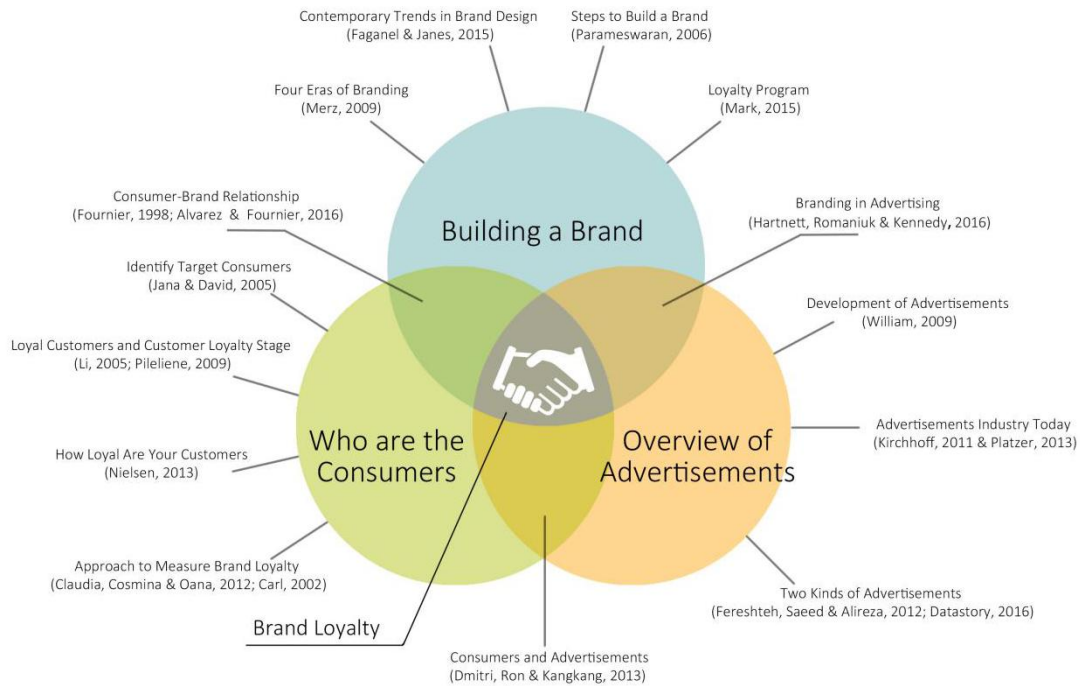 Contemporary Trends in Brand Design
(Faganel & Janes, 2015)
Steps to Build a Brand
(Parameswaran, 2006)
Four Eras of Branding
(Merz, 2009)
Loyalty Program
(Mark, 2015)
Consumer-Brand Relationship
(Fournier, 1998; Alvarez & Fournier, 2016)
Branding in Advertising
(Hartnett, Romaniuk & Kennedy, 2016)
Building a Brand
Identify Target Consumers
(Jana & David, 2005)
Development of Advertisements
(William, 2009)
Loyal Customers and Customer Loyalty Stage
(Li, 2005; Pileliene, 2009)
Who are the
Consumers
Overview of
Advertisements
Advertisements Industry Today
(Kirchhoff, 2011 & Platzer, 2013)
How Loyal Are Your Customers
(Nielsen, 2013)
Approach to Measure Brand Loyalty
(Claudia, Cosmina & Oana, 2012; Carl, 2002)
Two Kinds of Advertisements
(Fereshteh, Saeed & Alireza, 2012; Datastory, 2016)
Brand Loyalty
Consumers and Advertisements
(Dmitri, Ron & Kangkang, 2013)